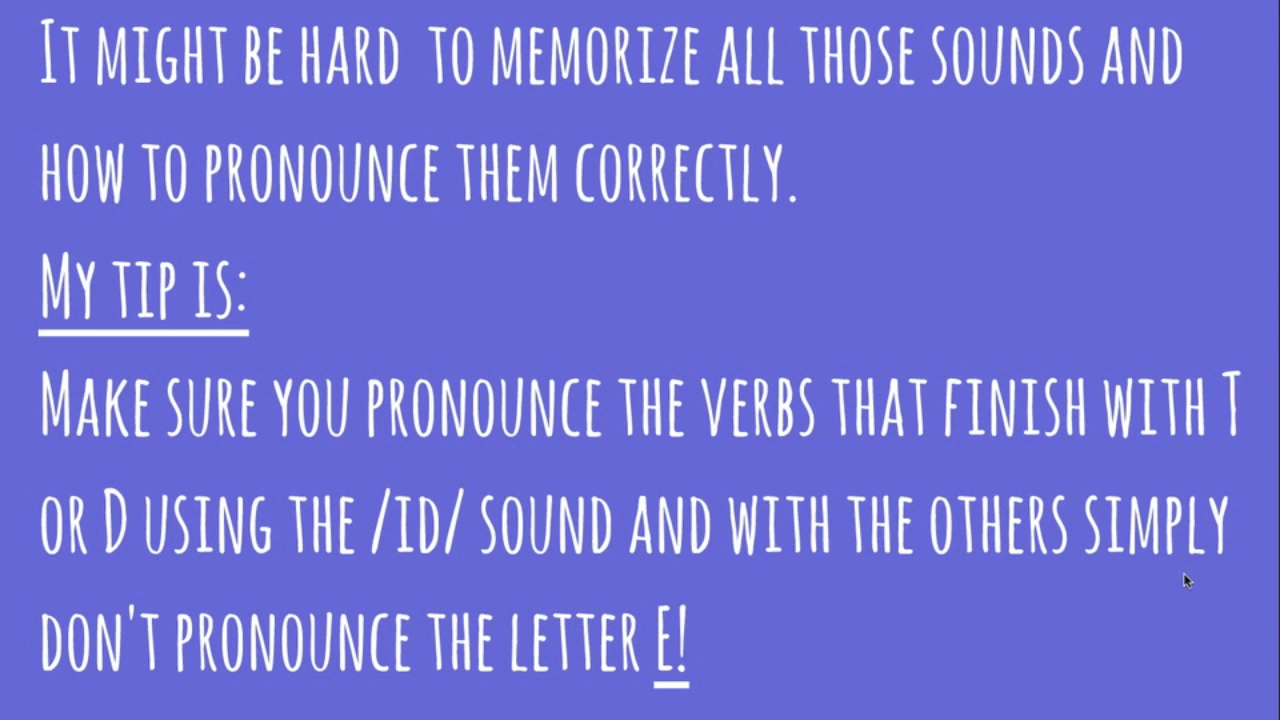 It might be hard to memorize all those sounds and
how to pronounce them correctly.
My tip is:
Make sure you pronounce the verbs that finish with T
or D using the /id/ sound and with the others simply
don't pronounce the letter E!